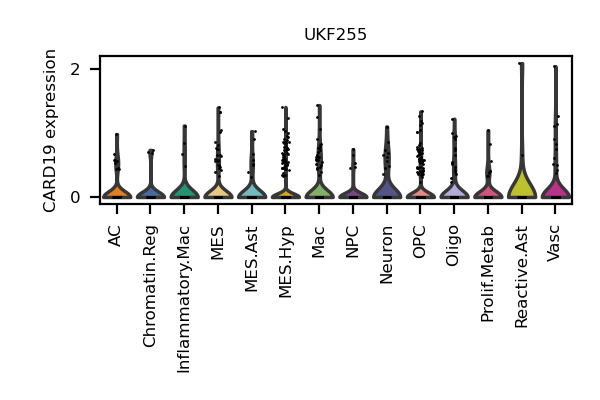 UKF255
CARD19 expression
2
0
AC
Chromatin.Reg
Inflammatory.Mac
MES
MES.Ast
MES.Hyp
Mac
NPC
Neuron
OPC
Oligo
Prolif.Metab
Reactive.Ast
Vasc